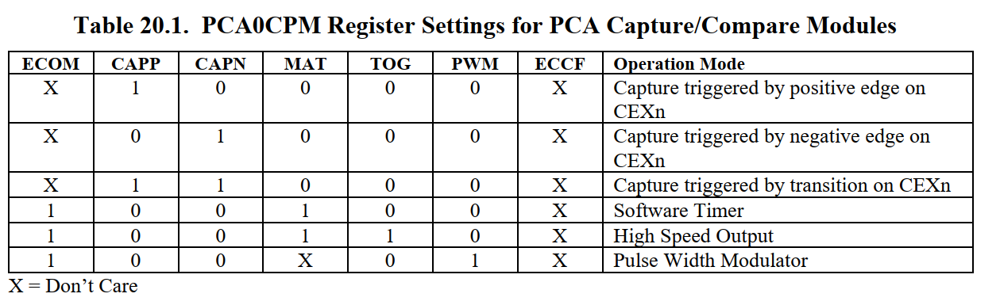 Table 20.1. PCA0CPM Register Settings for PCA Capture/Compare Modules
ECOM CAPP CAPN MAT TOG PWM ECCF Operation Mode
X 1 0 0 0 0 X Capture triggered by positive edge on
CEXn
X 0 1 0 0 0 X Capture triggered by negative edge on
CEXn
X 1 1 0 0 0 X Capture triggered by transition on CEXn
1 0 0 1 0 0 X Software Timer
1 0 0 1 1 0 X High Speed Output
1 0 0 X 0 1 X Pulse Width Modulator
X = Don’t Care